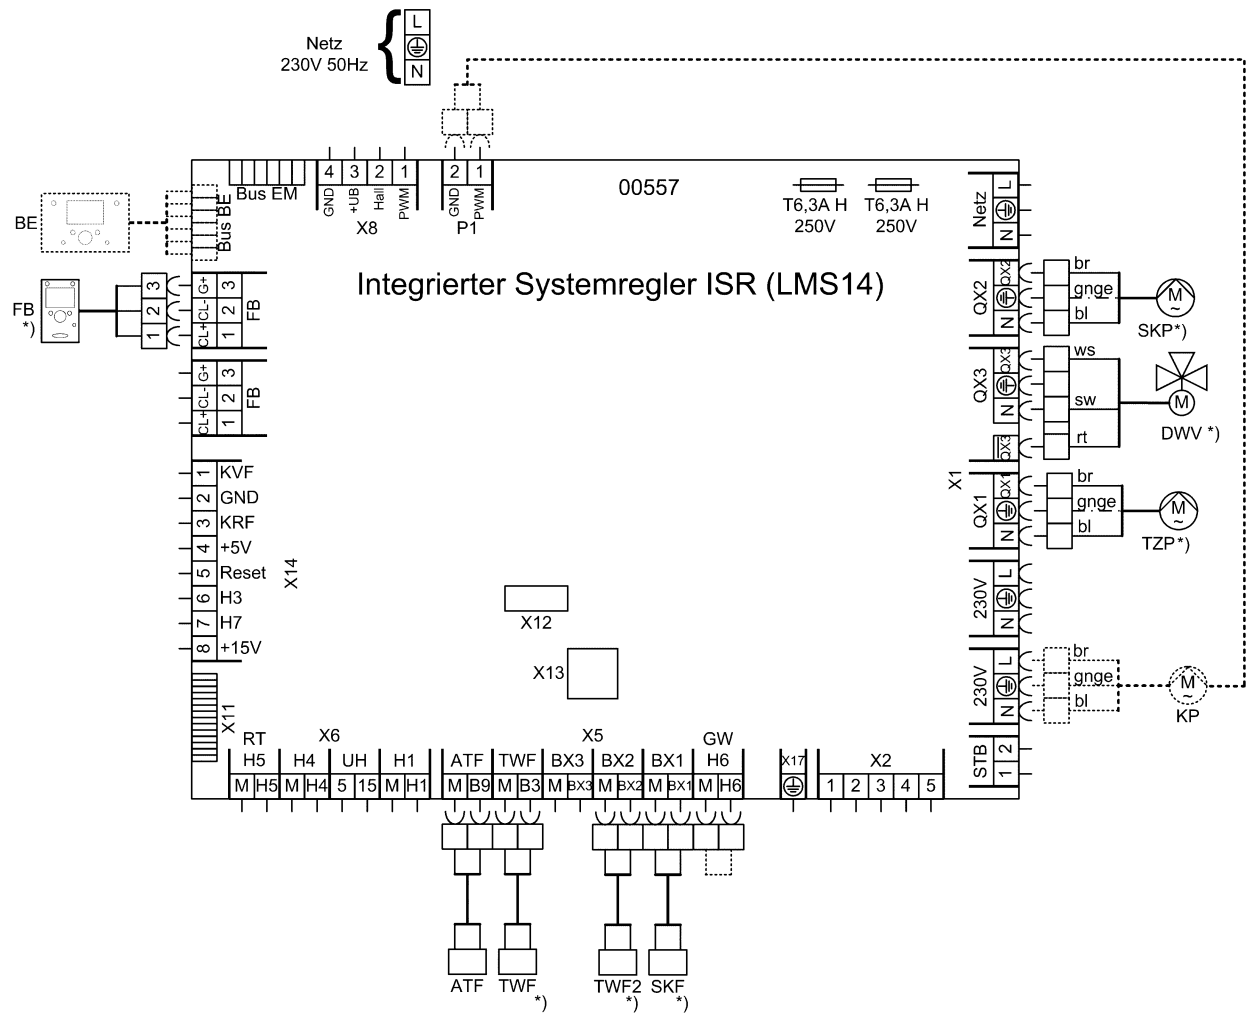 Netz
230V 50Hz
L
N
4 3 2 1
GND +UB Hall PWM
X8
2 1
GND PWM
P1
00557
T6,3A H
250V
T6,3A H
250V
Bus EM
BE
Bus BE
Integrierter Systemregler ISR (LMS14)
FB
*)
3
2
1
G+ 3
CL- 2
CL+ 1
FB
G+ 3
CL- 2
CL+ 1
FB
1 KVF
2 GND
3 KRF
4 +5V
5 Reset
6 H3
7 H7
8 +15V
X14
X11
X12
X13
Netz
L
N
QX2
QX2
N
br
gnge
bl
M
~
SKP*)
QX3
QX3
N
QX3
ws
sw
rt
M
DWV *)
X1
QX1
QX1
N
br
gnge
bl
M
~
TZP*)
230V
L
N
230V
L
N
br
gnge
bl
M
~
KP
STB
2
1
RT
X6
X5
GW
H5 H4 UH H1
M H5 M H4 5 15 M H1
ATF TWF BX3 BX2 BX1 H6
M B9 M B3 M BX3 M BX2 M BX1 M H6
X17
X2
1 2 3 4 5
ATF
TWF
*)
TWF2
*)
SKF
*)